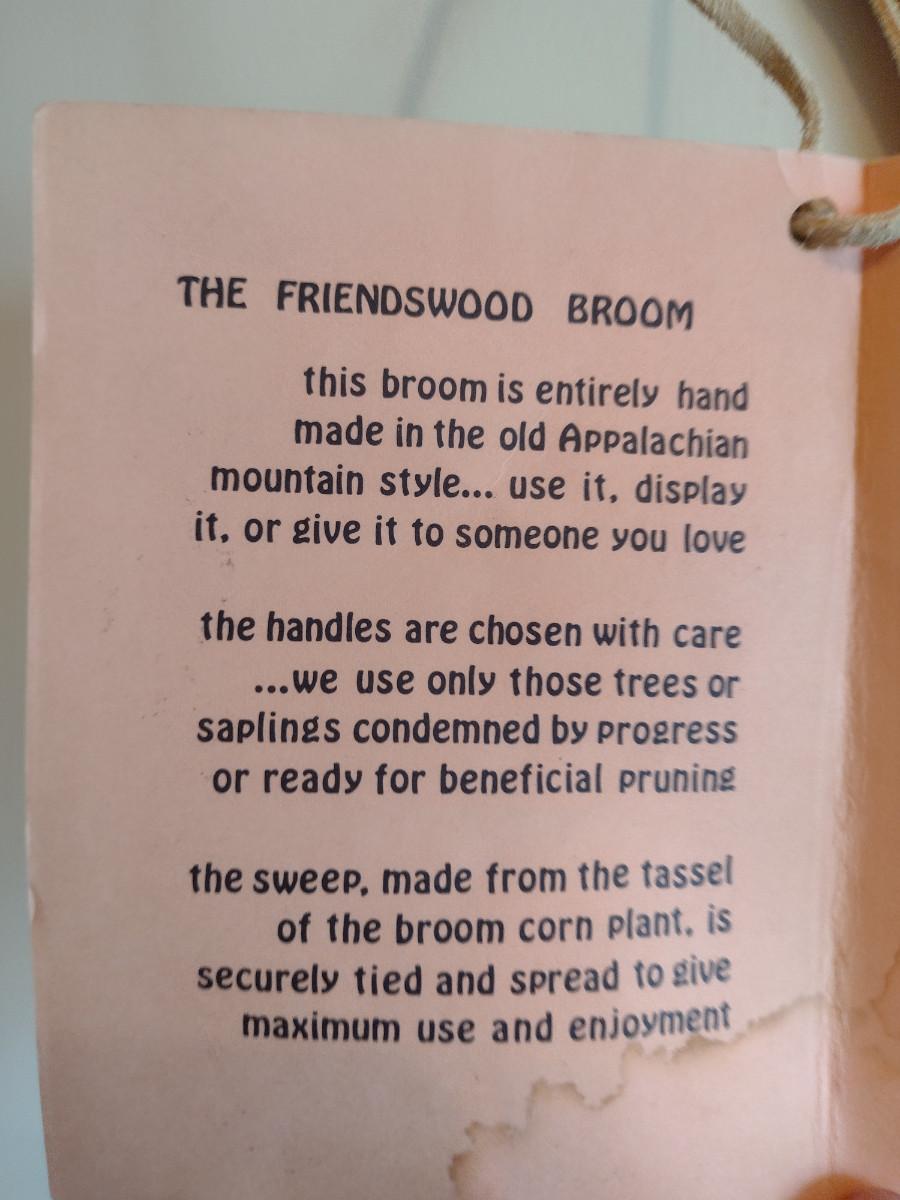 THE FRIENDSWOOD BROOM
this broom is entirely hand
made in the old Appalachian
mountain style... use it, display
it, or give it to someone you love
the handles are chosen with care
...we use only those trees or
saplings condemned by progress
or ready for beneficial pruning
the sweep, made from the tassel
of the broom corn plant, is
securely tied and spread to give
maximum use and enjoyment